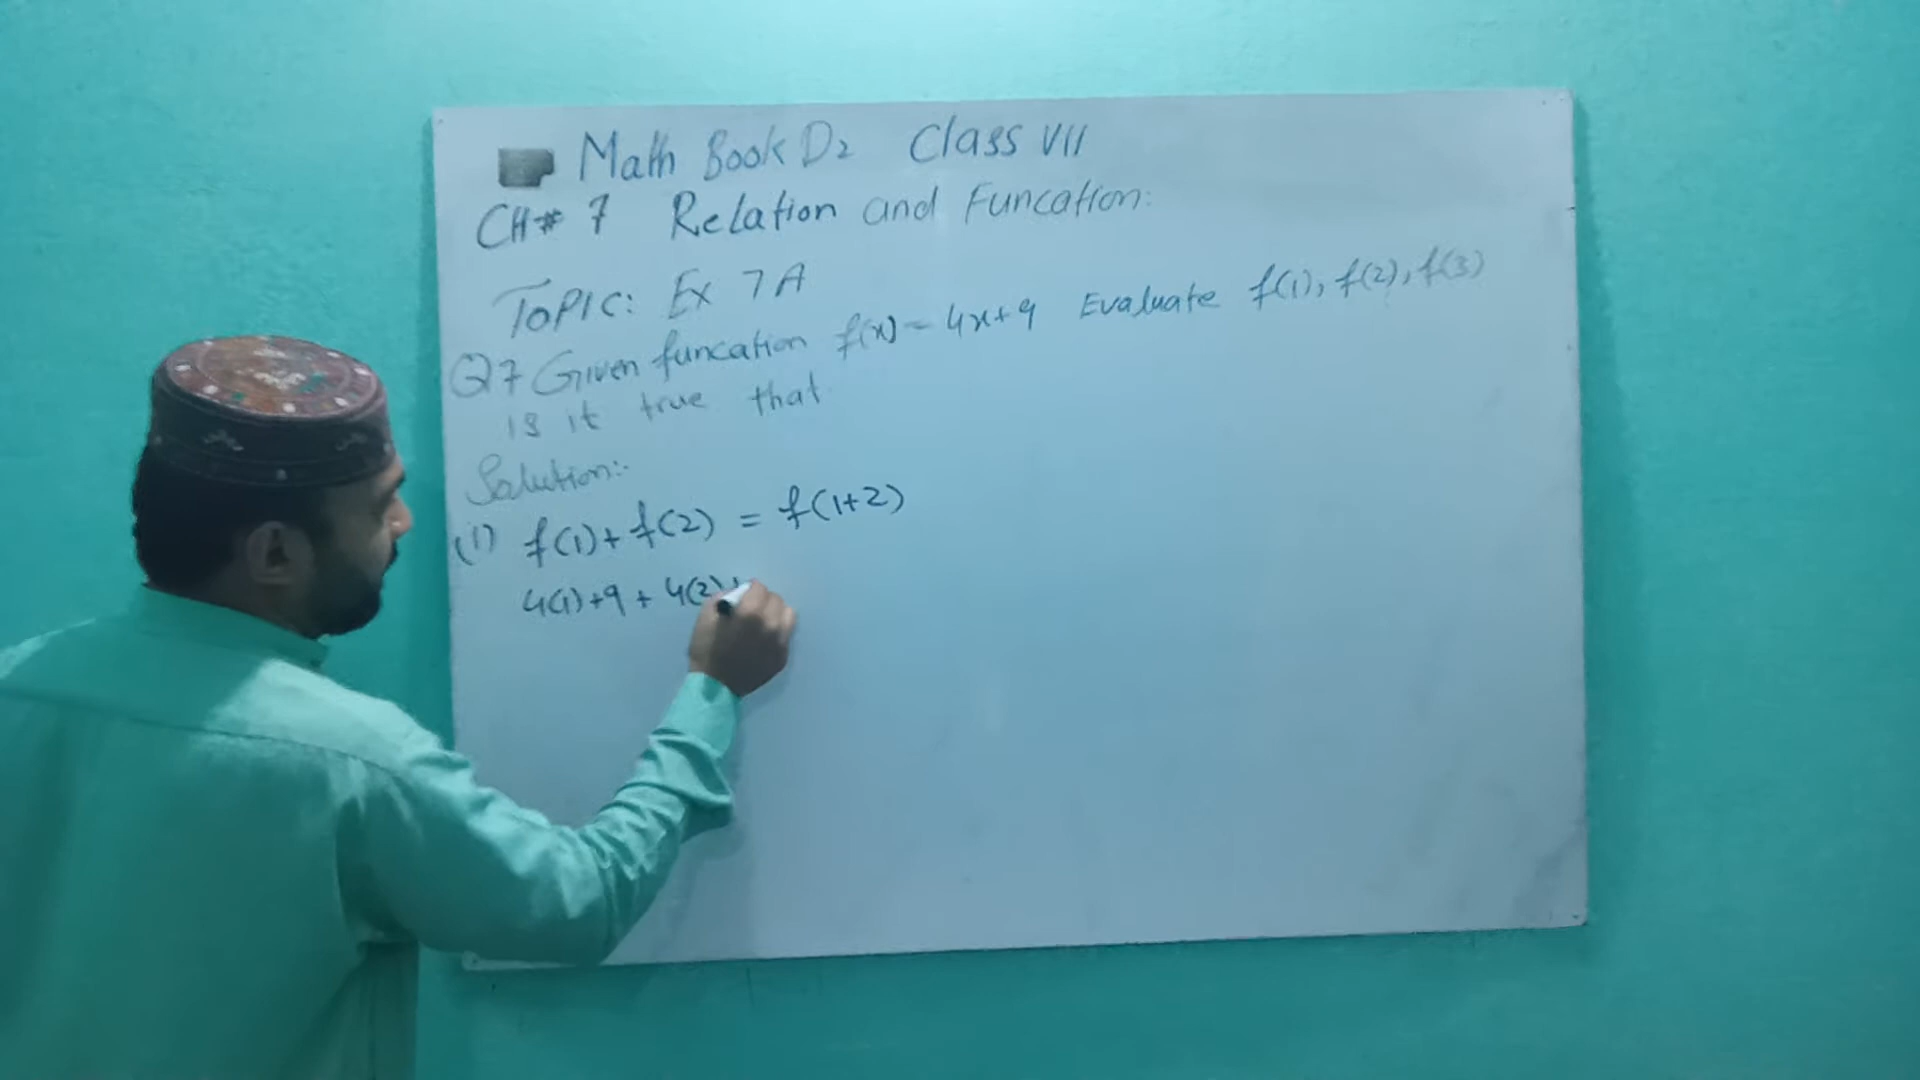 Math Book D2 Class VII
CH# 7 Relation and Funcation:
TOPIC: Ex 7A
Q7 Given funcation f(x) = 4x+9 Evaluate f(1), f(2), f(3)
is it true that
Solution:-
(i) f(1)+f(2) = f(1+2)
4(1)+9+4(2)+